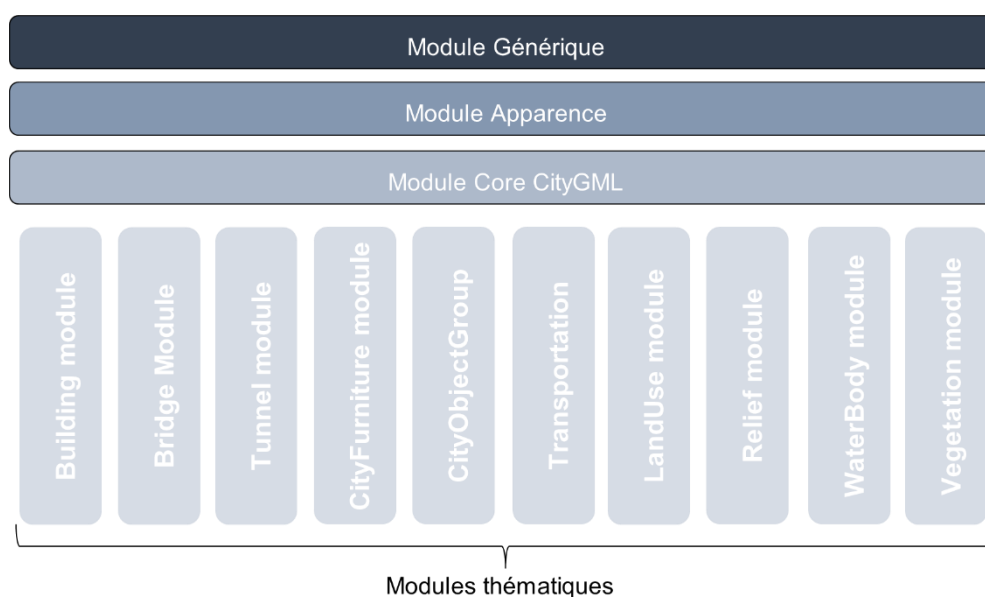 Module Générique
Module Apparence
Module Core CityGML
Building module
Bridge Module
Tunnel module
CityFurniture module
CityObjectGroup
Transportation
LandUse module
Relief module
WaterBody module
Vegetation module
Modules thématiques